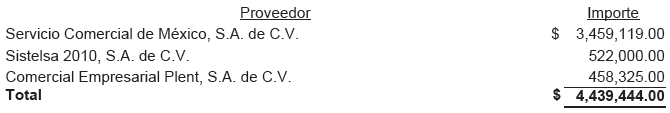 Proveedor Importe
Servicio Comercial de México, S.A. de C.V. $ 3,459,119.00
Sistelsa 2010, S.A. de C.V. 522,000.00
Comercial Empresarial Plent, S.A. de C.V. 458,325.00
Total $ 4,439,444.00